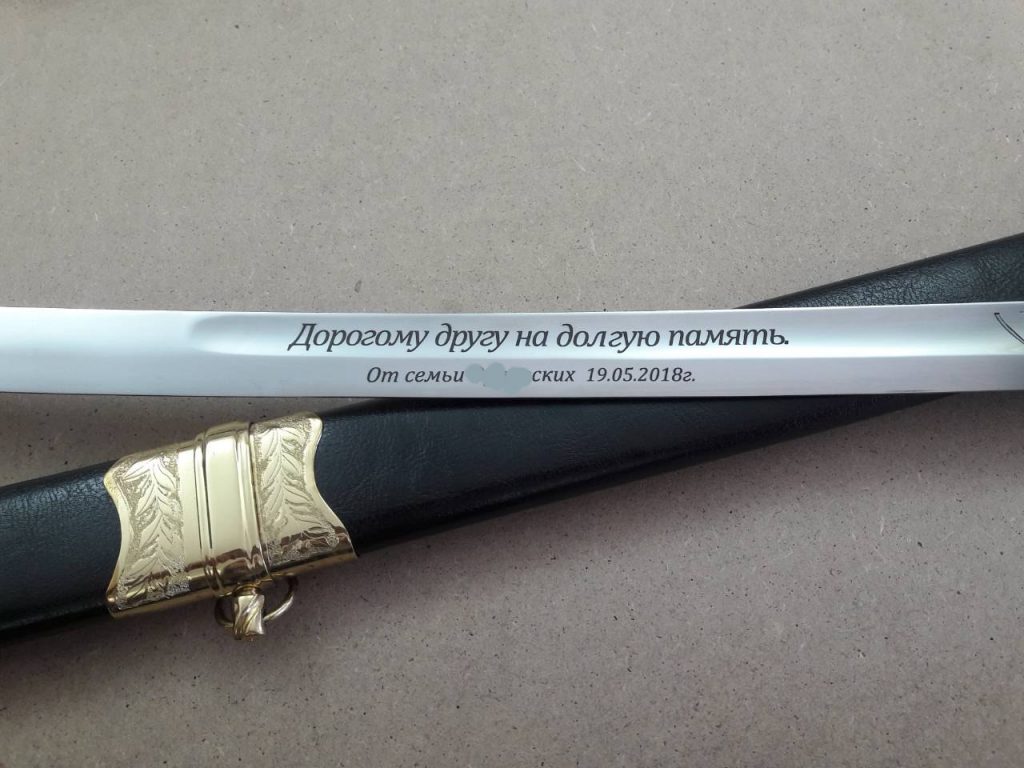 Дорогому другу на долгую память.
От семьи ских 19.05.2018г.